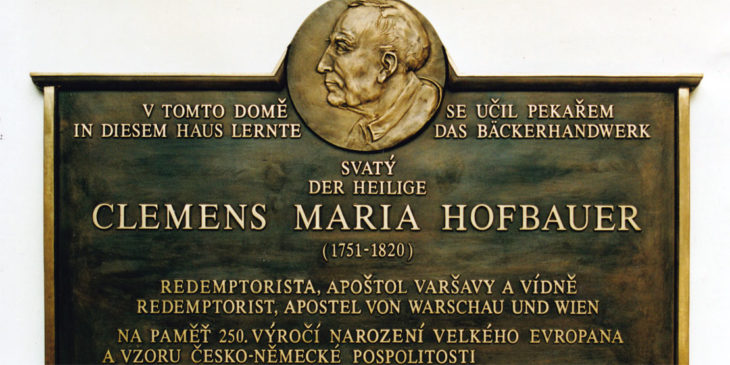 V TOMTO DOMĚ SE UČIL PEKAŘEM
IN DIESEM HAUS LERNTE DAS BÄCKERHANDWERK
SVATÝ
DER HEILIGE
CLEMENS MARIA HOFBAUER
(1751-1820)
REDEMPTORISTA, APOŠTOL VARŠAVY A VÍDNĚ
REDEMPTORIST, APOSTEL VON WARSCHAU UND WIEN
NA PAMĚŤ 250. VÝROČÍ NAROZENÍ VELKÉHO EVROPANA
A VZORU ČESKO-NĚMECKÉ POSPOLITOSTI